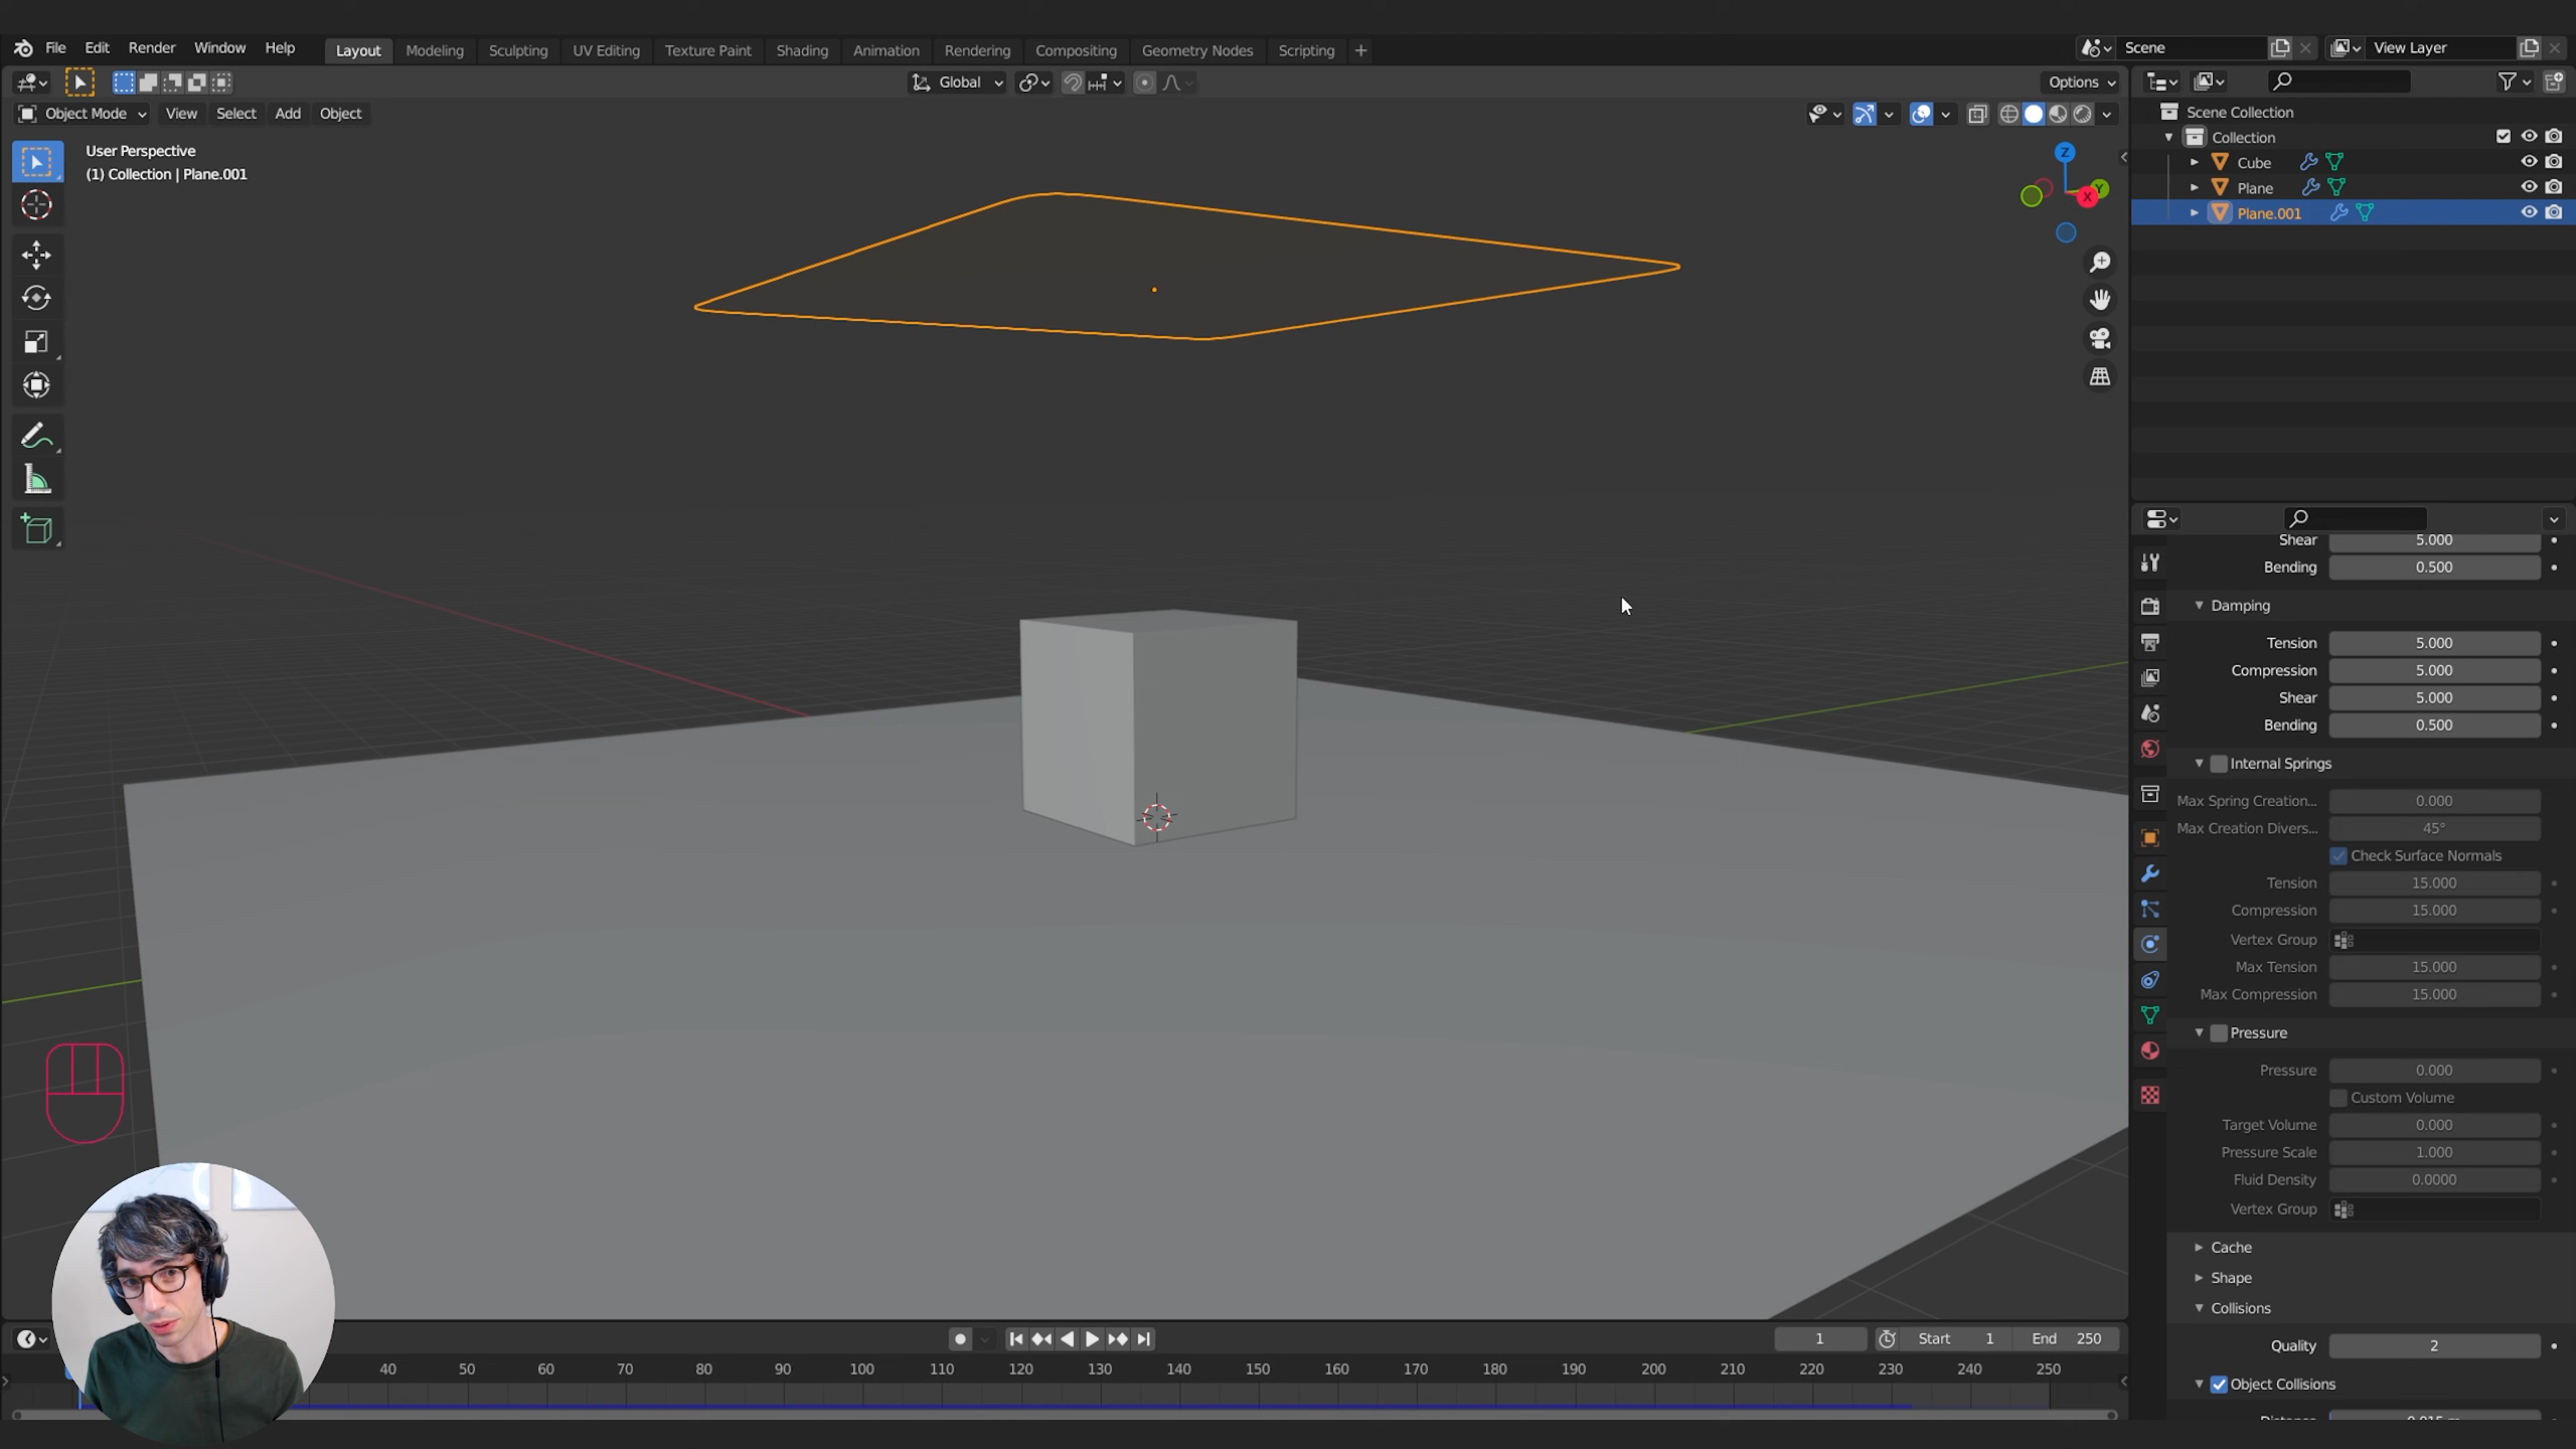 File Edit Render Window Help Layout Modeling Sculpting UV Editing Texture Paint Shading Animation Rendering Compositing Geometry Nodes Scripting + Scene View Layer
Global Options
Object Mode View Select Add Object
User Perspective
(1) Collection | Plane.001
Z
Y
X
Scene Collection
Collection
Cube
Plane
Plane.001
Shear 5.000
Bending 0.500
Damping
Tension 5.000
Compression 5.000
Shear 5.000
Bending 0.500
Internal Springs
Max Spring Creation... 0.000
Max Creation Divers... 45°
Check Surface Normals
Tension 15.000
Compression 15.000
Vertex Group
Max Tension 15.000
Max Compression 15.000
Pressure
Pressure 0.000
Custom Volume
Target Volume 0.000
Pressure Scale 1.000
Fluid Density 0.0000
Vertex Group
Cache
Shape
Collisions
Quality 2
Object Collisions
1 Start 1 End 250
40 50 60 70 80 90 100 110 120 130 140 150 160 170 180 190 200 210 220 230 240 250